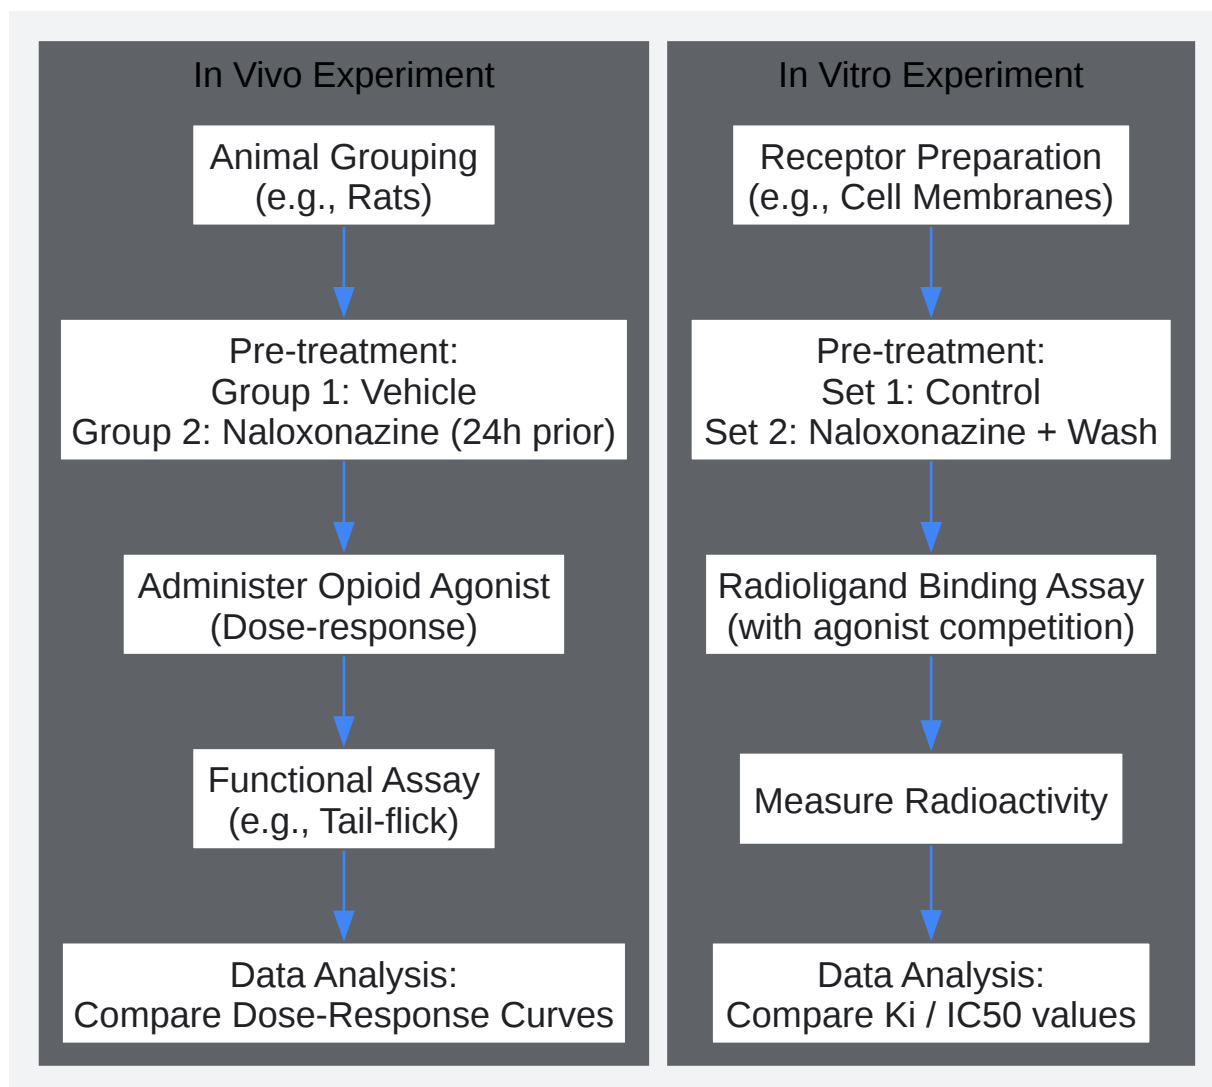 In Vivo Experiment
Animal Grouping
(e.g., Rats)
Pre-treatment:
Group 1: Vehicle
Group 2: Naloxonazine (24h prior)
Administer Opioid Agonist
(Dose-response)
Functional Assay
(e.g., Tail-flick)
Data Analysis:
Compare Dose-Response Curves
In Vitro Experiment
Receptor Preparation
(e.g., Cell Membranes)
Pre-treatment:
Set 1: Control
Set 2: Naloxonazine + Wash
Radioligand Binding Assay
(with agonist competition)
Measure Radioactivity
Data Analysis:
Compare Ki / IC50 values